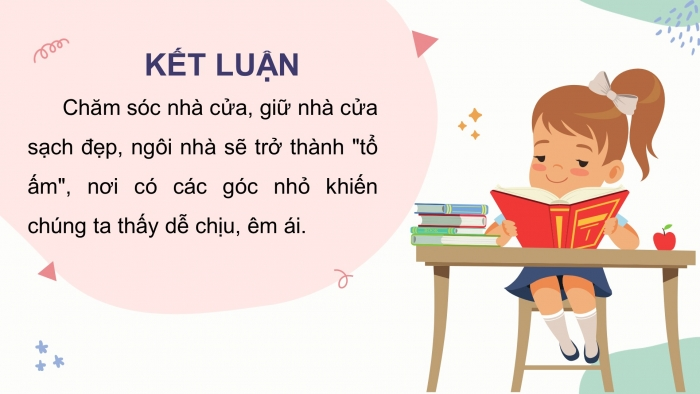 KẾT LUẬN
Chăm sóc nhà cửa, giữ nhà cửa
sạch đẹp, ngôi nhà sẽ trở thành "tổ
ấm", nơi có các góc nhỏ khiến
chúng ta thấy dễ chịu, êm ái.